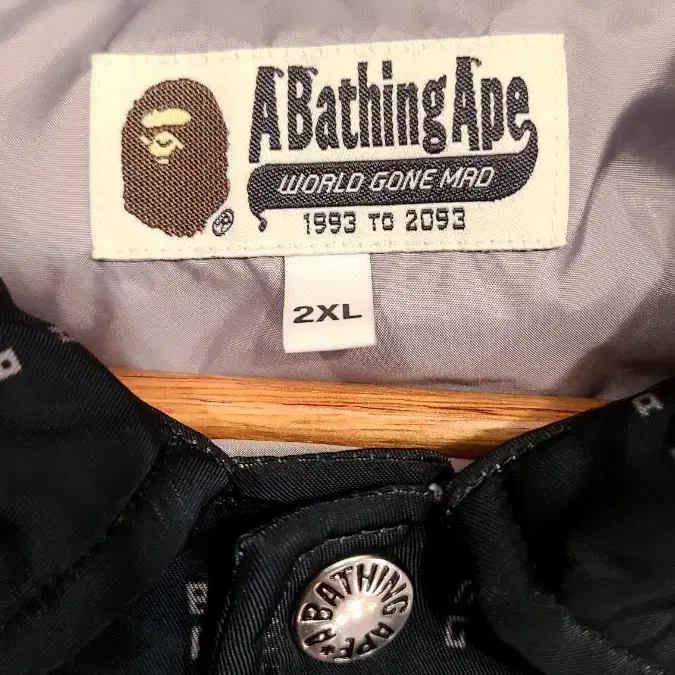 A Bathing Ape
WORLD GONE MAD
1993 TO 2093
®
2XL
A BATHING APE